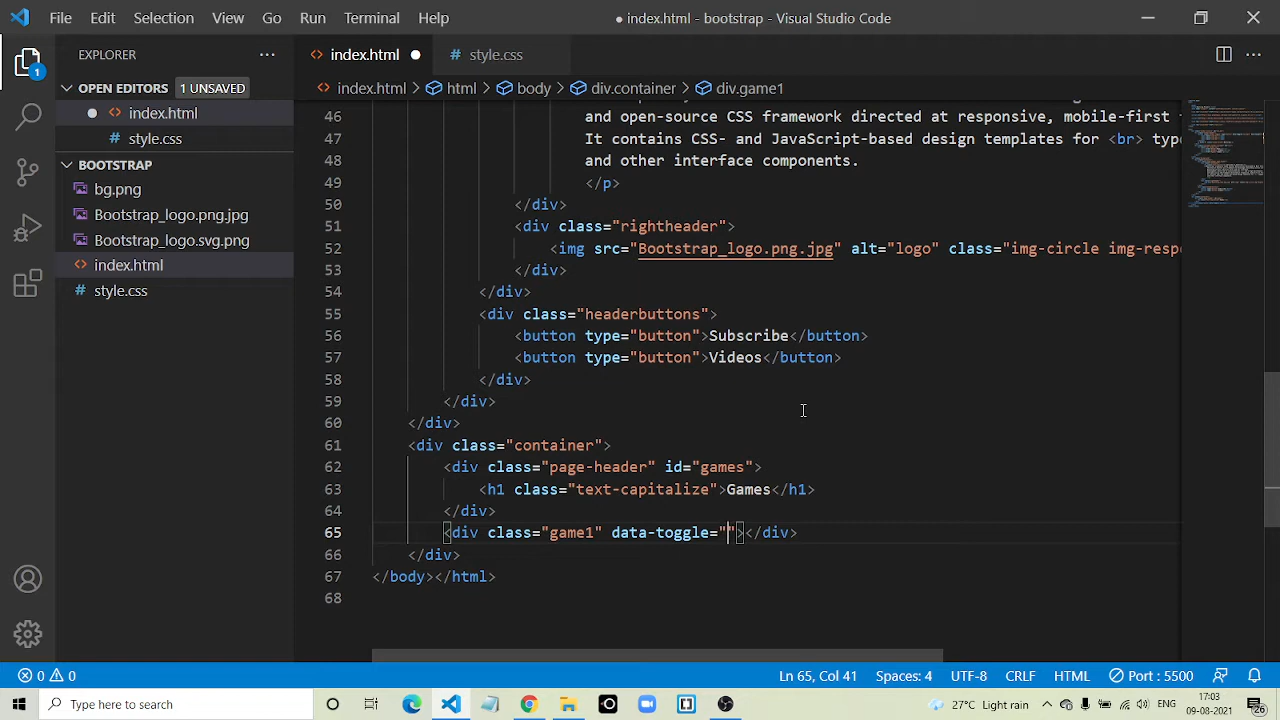 File Edit Selection View Go Run Terminal Help ● index.html - bootstrap - Visual Studio Code
EXPLORER ···
OPEN EDITORS 1 UNSAVED
● <> index.html
# style.css
BOOTSTRAP
bg.png
Bootstrap_logo.png.jpg
Bootstrap_logo.svg.png
<> index.html
# style.css
1
<> index.html ● # style.css
<> index.html > html > body > div.container > div.game1
46 and open-source CSS framework directed at responsive, mobile-first
47 It contains CSS- and JavaScript-based design templates for <br> typ
48 and other interface components.
49 </p>
50 </div>
51 <div class="rightheader">
52 <img src="Bootstrap_logo.png.jpg" alt="logo" class="img-circle img-resp
53 </div>
54 </div>
55 <div class="headerbuttons">
56 <button type="button">Subscribe</button>
57 <button type="button">Videos</button>
58 </div>
59 </div>
60 </div>
61 <div class="container">
62 <div class="page-header" id="games">
63 <h1 class="text-capitalize">Games</h1>
64 </div>
65 <div class="game1" data-toggle=""></div>
66 </div>
67 </body></html>
68
0 0 Ln 65, Col 41 Spaces: 4 UTF-8 CRLF HTML Port : 5500
Type here to search 27°C Light rain ENG 17:03
09-08-2021